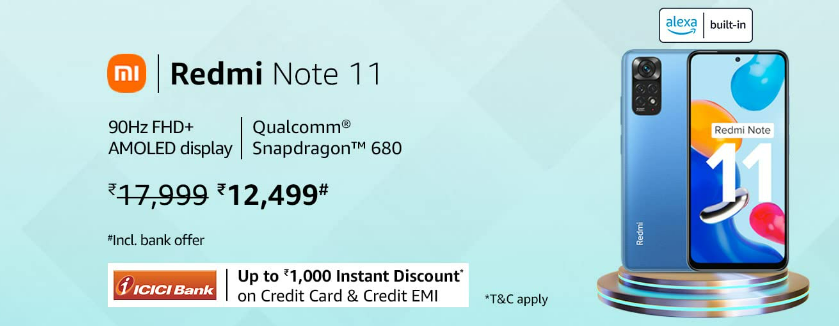 alexa built-in
mi Redmi Note 11
90Hz FHD+
AMOLED display
Qualcomm®
Snapdragon™ 680
₹17,999 ₹12,499#
#Incl. bank offer
ICICI Bank
Up to ₹1,000 Instant Discount*
on Credit Card & Credit EMI
*T&C apply
Redmi
Redmi Note
11